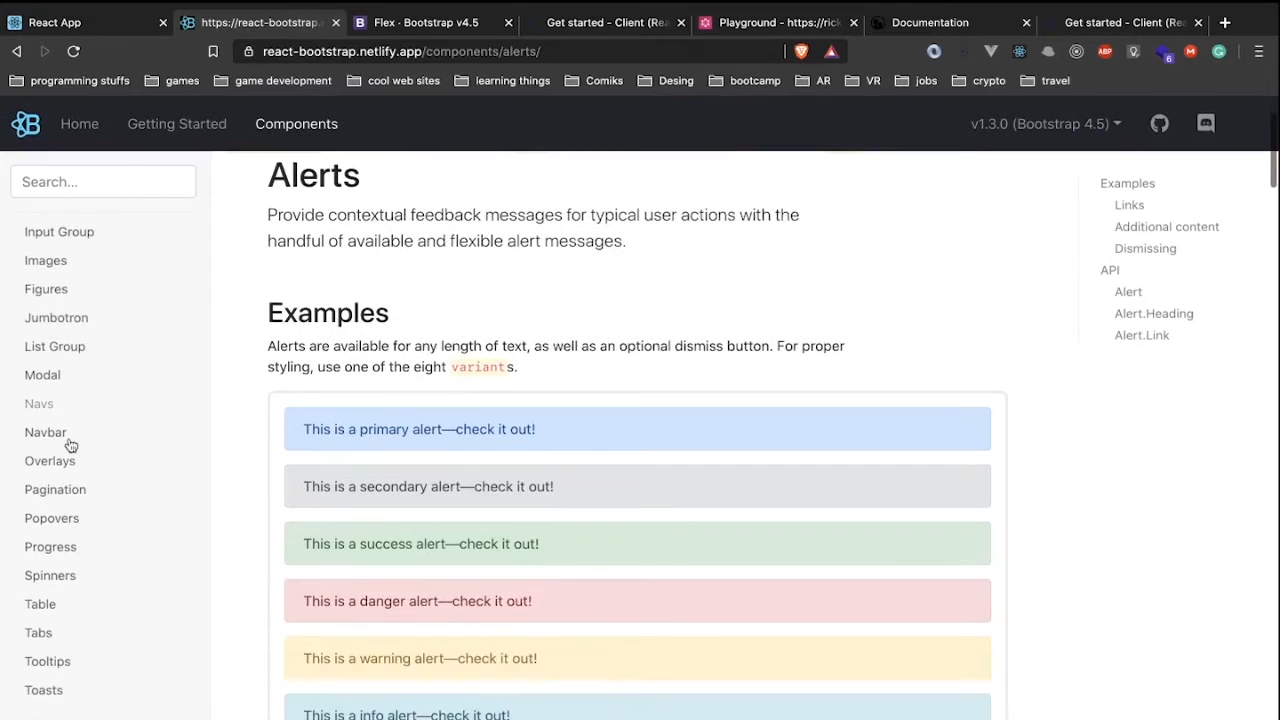 React App
https://react-bootstrap.
Flex · Bootstrap v4.5
Get started - Client (Rea
Playground - https://rick
Documentation
Get started - Client (Rea
react-bootstrap.netlify.app/components/alerts/
ABP
6
M
G
programming stuffs
games
game development
cool web sites
learning things
Comiks
Desing
bootcamp
AR
VR
jobs
crypto
travel
Home
Getting Started
Components
v1.3.0 (Bootstrap 4.5)
Search...
Input Group
Images
Figures
Jumbotron
List Group
Modal
Navs
Navbar
Overlays
Pagination
Popovers
Progress
Spinners
Table
Tabs
Tooltips
Toasts
Alerts
Provide contextual feedback messages for typical user actions with the
handful of available and flexible alert messages.
Examples
Alerts are available for any length of text, as well as an optional dismiss button. For proper
styling, use one of the eight variants.
This is a primary alert—check it out!
This is a secondary alert—check it out!
This is a success alert—check it out!
This is a danger alert—check it out!
This is a warning alert—check it out!
This is a info alert—check it out!
Examples
Links
Additional content
Dismissing
API
Alert
Alert.Heading
Alert.Link